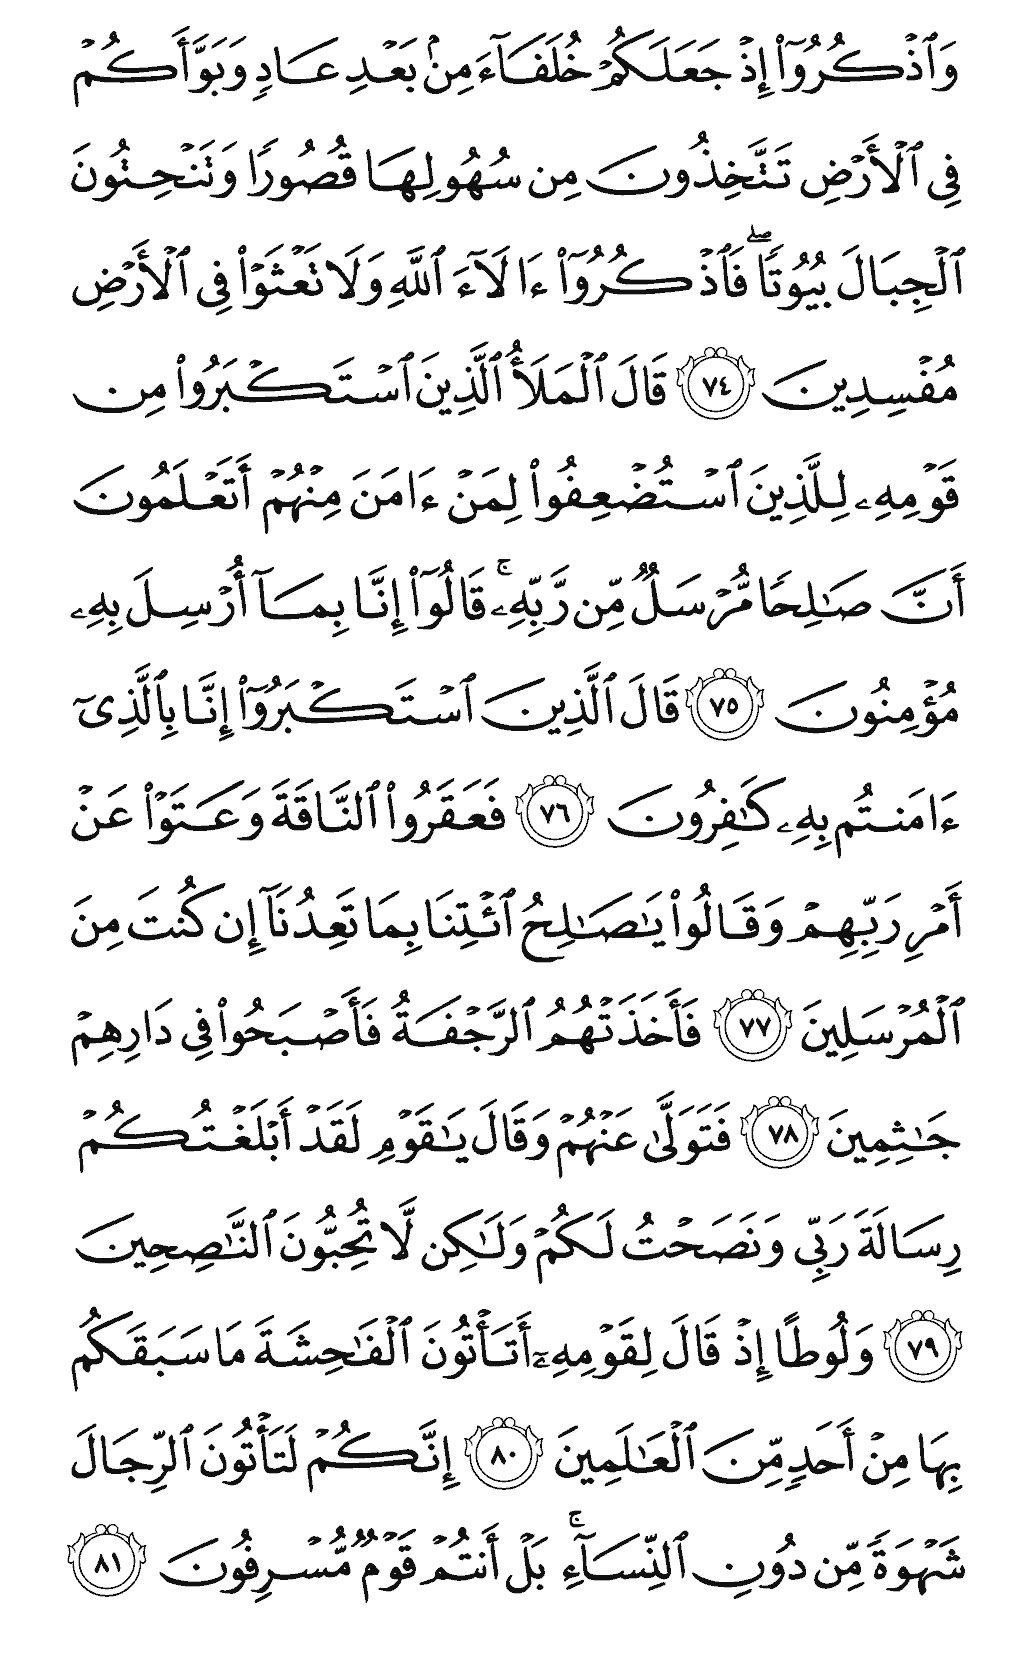 وَٱذۡكُرُوٓاْ إِذۡ جَعَلَكُمۡ خُلَفَآءَ مِنۢ بَعۡدِ عَادٖ وَبَوَّأَكُمۡ
فِي ٱلۡأَرۡضِ تَتَّخِذُونَ مِن سُهُولِهَا قُصُورٗا وَتَنۡحِتُونَ
ٱلۡجِبَالَ بُيُوتٗاۖ فَٱذۡكُرُوٓاْ ءَالَآءَ ٱللَّهِ وَلَا تَعۡثَوۡاْ فِي ٱلۡأَرۡضِ
مُفۡسِدِينَ ٧٤ قَالَ ٱلۡمَلَأُ ٱلَّذِينَ ٱسۡتَكۡبَرُواْ مِن
قَوۡمِهِۦ لِلَّذِينَ ٱسۡتُضۡعِفُواْ لِمَنۡ ءَامَنَ مِنۡهُمۡ أَتَعۡلَمُونَ
أَنَّ صَٰلِحٗا مُّرۡسَلٞ مِّن رَّبِّهِۦۚ قَالُوٓاْ إِنَّا بِمَآ أُرۡسِلَ بِهِۦ
مُؤۡمِنُونَ ٧٥ قَالَ ٱلَّذِينَ ٱسۡتَكۡبَرُوٓاْ إِنَّا بِٱلَّذِيٓ
ءَامَنتُم بِهِۦ كَٰفِرُونَ ٧٦ فَعَقَرُواْ ٱلنَّاقَةَ وَعَتَوۡاْ عَنۡ
أَمۡرِ رَبِّهِمۡ وَقَالُواْ يَٰصَٰلِحُ ٱئۡتِنَا بِمَا تَعِدُنَآ إِن كُنتَ مِنَ
ٱلۡمُرۡسَلِينَ ٧٧ فَأَخَذَتۡهُمُ ٱلرَّجۡفَةُ فَأَصۡبَحُواْ فِي دَارِهِمۡ
جَٰثِمِينَ ٧٨ فَتَوَلَّىٰ عَنۡهُمۡ وَقَالَ يَٰقَوۡمِ لَقَدۡ أَبۡلَغۡتُكُمۡ
رِسَالَةَ رَبِّي وَنَصَحۡتُ لَكُمۡ وَلَٰكِن لَّا تُحِبُّونَ ٱلنَّٰصِحِينَ
٧٩ وَلُوطًا إِذۡ قَالَ لِقَوۡمِهِۦٓ أَتَأۡتُونَ ٱلۡفَٰحِشَةَ مَا سَبَقَكُم
بِهَا مِنۡ أَحَدٖ مِّنَ ٱلۡعَٰلَمِينَ ٨٠ إِنَّكُمۡ لَتَأۡتُونَ ٱلرِّجَالَ
شَهۡوَةٗ مِّن دُونِ ٱلنِّسَآءِۚ بَلۡ أَنتُمۡ قَوۡمٞ مُّسۡرِفُونَ ٨١